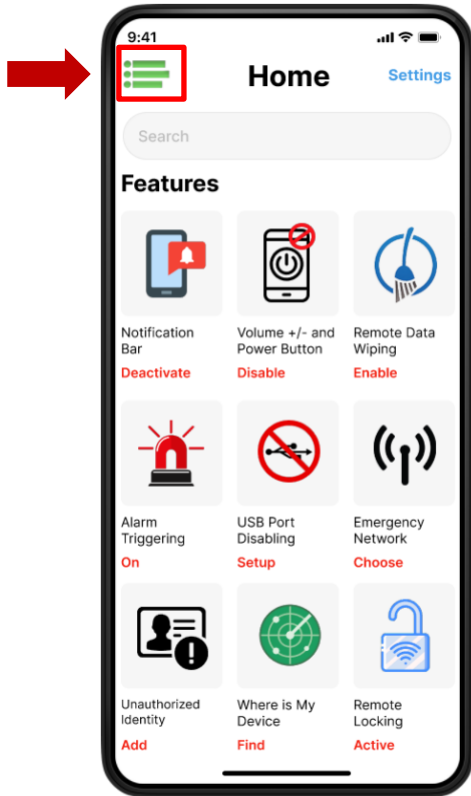 9:41
Home
Settings
Search
Features
Notification
Bar
Deactivate
Volume +/- and
Power Button
Disable
Remote Data
Wiping
Enable
Alarm
Triggering
On
USB Port
Disabling
Setup
Emergency
Network
Choose
Unauthorized
Identity
Add
Where is My
Device
Find
Remote
Locking
Active